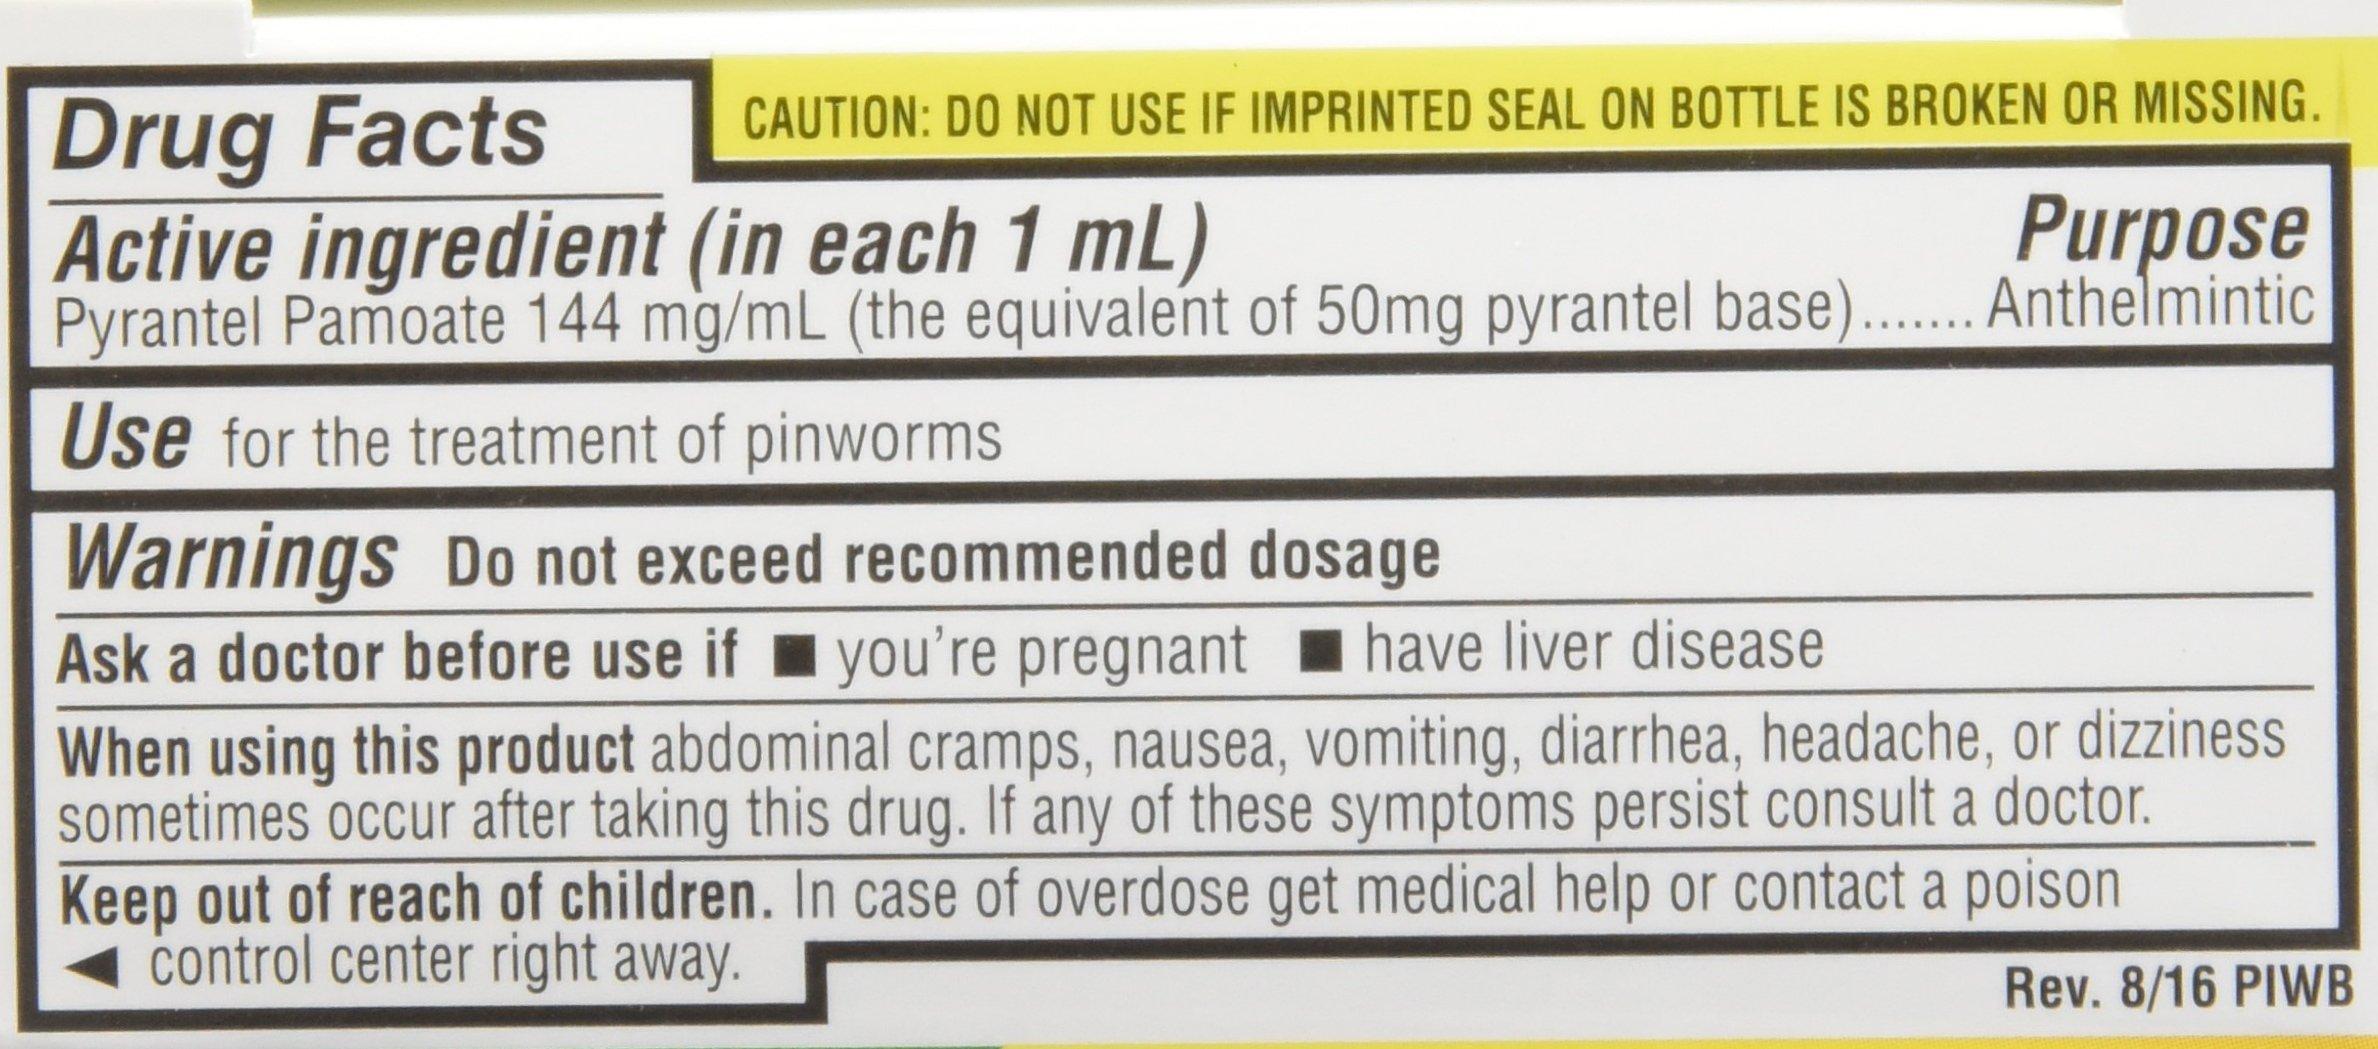 Drug Facts
CAUTION: DO NOT USE IF IMPRINTED SEAL ON BOTTLE IS BROKEN OR MISSING.
Active ingredient (in each 1 mL) Purpose
Pyrantel Pamoate 144 mg/mL (the equivalent of 50mg pyrantel base)....... Anthelmintic
Use for the treatment of pinworms
Warnings Do not exceed recommended dosage
Ask a doctor before use if ■ you're pregnant ■ have liver disease
When using this product abdominal cramps, nausea, vomiting, diarrhea, headache, or dizziness
sometimes occur after taking this drug. If any of these symptoms persist consult a doctor.
Keep out of reach of children. In case of overdose get medical help or contact a poison
◄ control center right away.
Rev. 8/16 PIWB